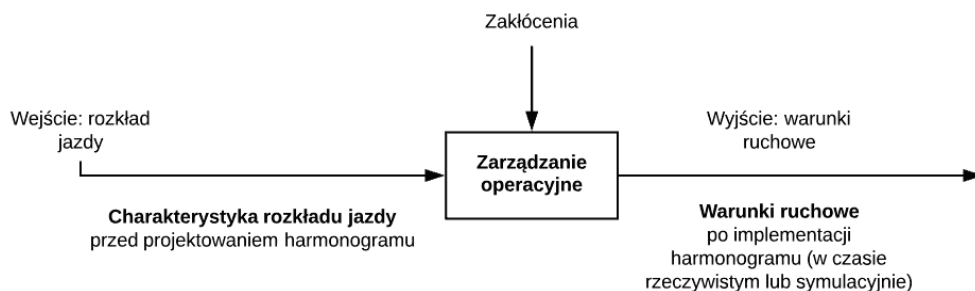 Zakłócenia
Wejście: rozkład
jazdy
Zarządzanie
operacyjne
Wyjście: warunki
ruchowe
Charakterystyka rozkładu jazdy
przed projektowaniem harmonogramu
Warunki ruchowe
po implementacji
harmonogramu (w czasie
rzeczywistym lub symulacyjnie)